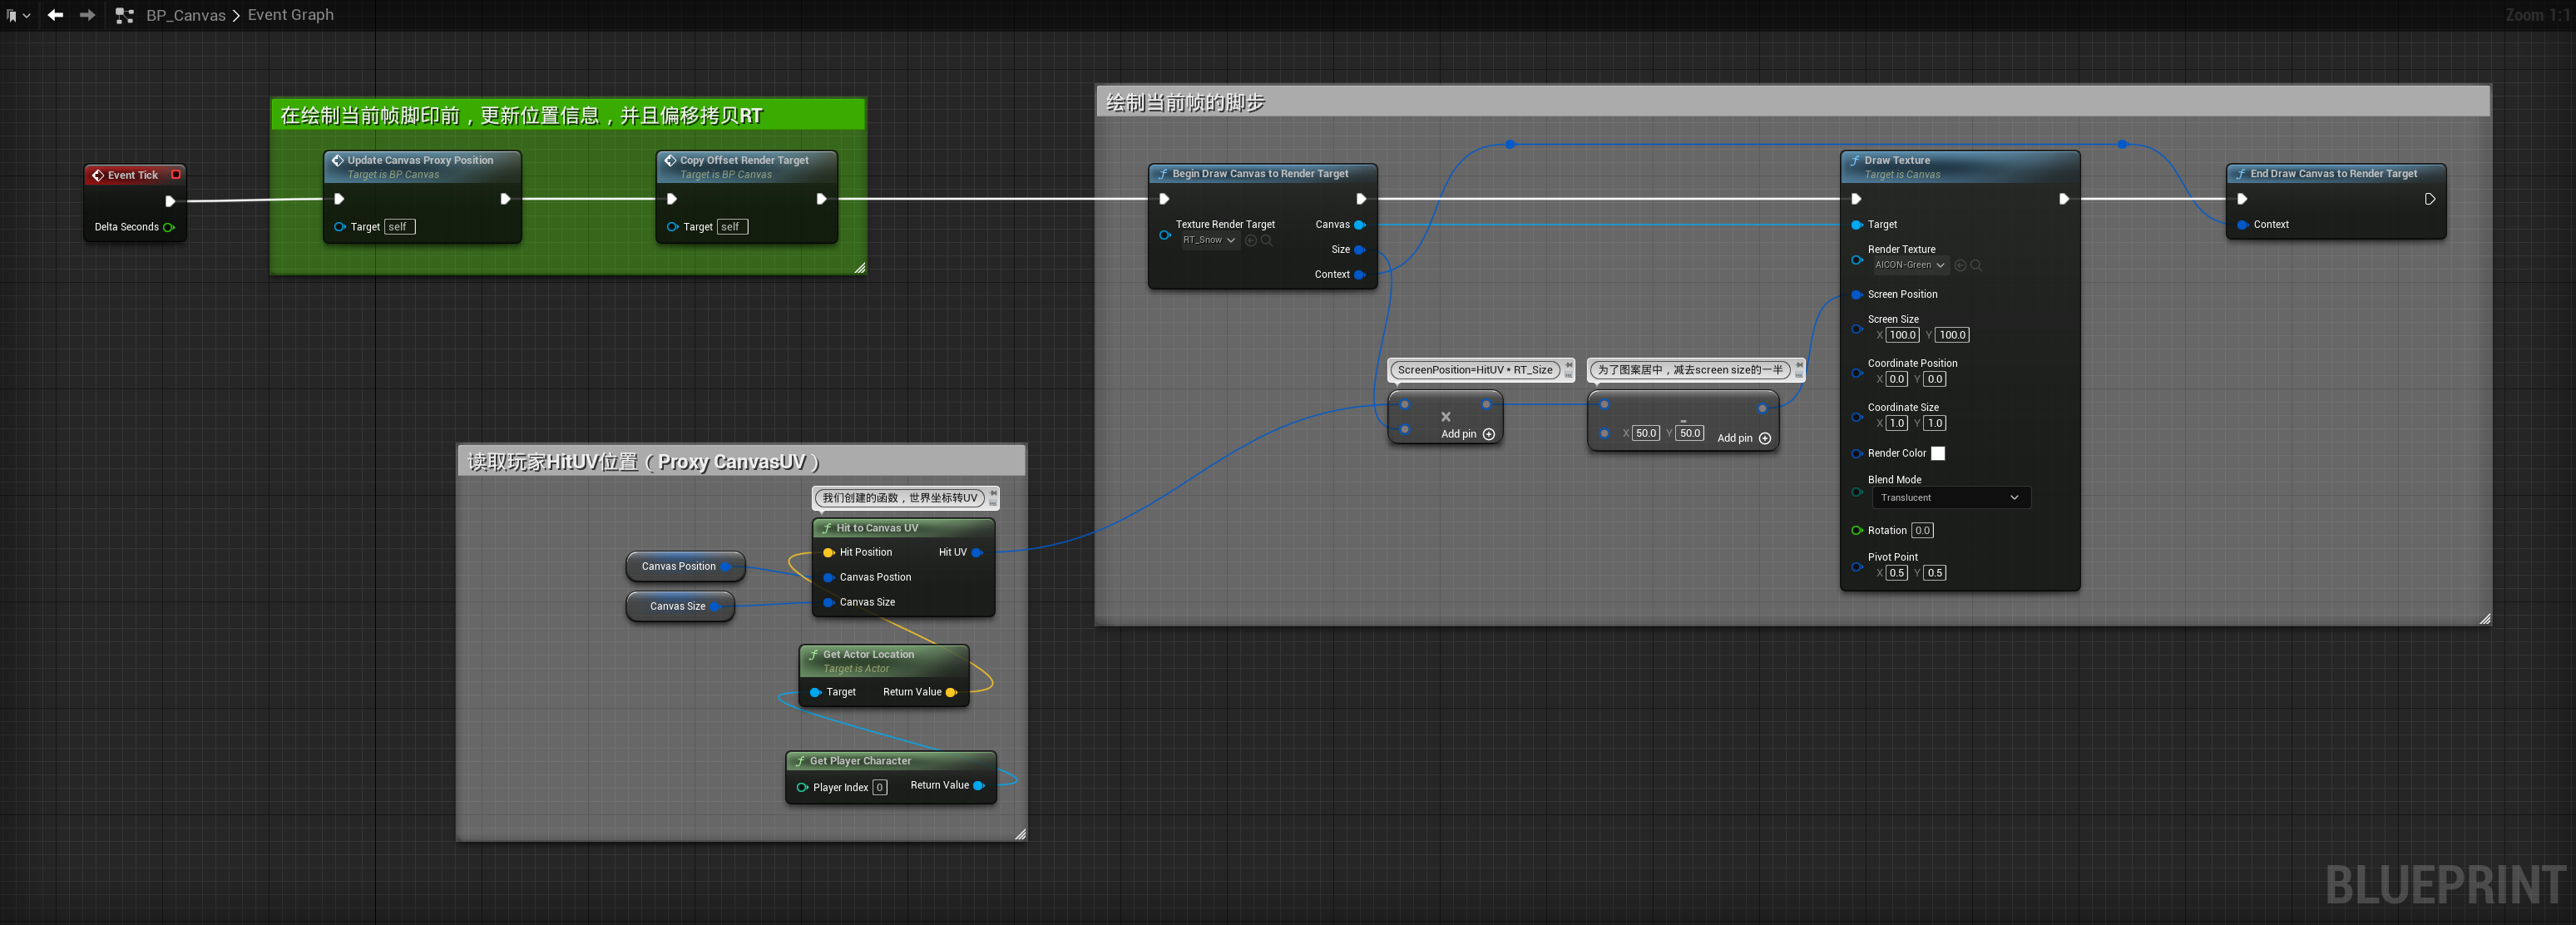 BP_Canvas > Event Graph
Zoom 1:1
在绘制当前帧脚印前，更新位置信息，并且偏移拷贝RT
Event Tick
Delta Seconds
Update Canvas Proxy Position
Target is BP Canvas
Target self
Copy Offset Render Target
Target is BP Canvas
Target self
绘制当前帧的脚步
Begin Draw Canvas to Render Target
Texture Render Target
RT_Snow
Canvas
Size
Context
ScreenPosition=HitUV * RT_Size
×
Add pin
为了图案居中，减去screen size的一半
-
X 50.0 Y 50.0
Add pin
Draw Texture
Target is Canvas
Target
Render Texture
AICON-Green
Screen Position
Screen Size
X 100.0 Y 100.0
Coordinate Position
X 0.0 Y 0.0
Coordinate Size
X 1.0 Y 1.0
Render Color
Blend Mode
Translucent
Rotation 0.0
Pivot Point
X 0.5 Y 0.5
End Draw Canvas to Render Target
Context
读取玩家HitUV位置（Proxy CanvasUV）
我们创建的函数，世界坐标转UV
Hit to Canvas UV
Hit Position
Hit UV
Canvas Postion
Canvas Size
Canvas Position
Canvas Size
Get Actor Location
Target is Actor
Target
Return Value
Get Player Character
Player Index 0
Return Value
BLUEPRINT